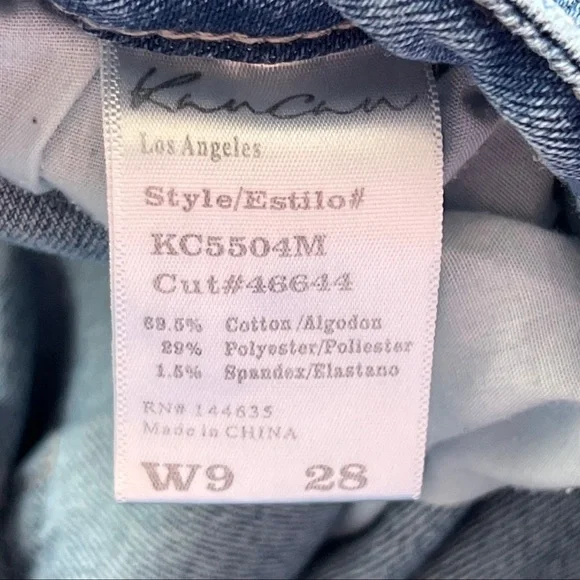 Kancan
Los Angeles
Style/Estilo#
KC5504M
Cut#46644
69.5% Cotton/Algodon
29% Polyester/Poliester
1.5% Spandex/Elastano
RN# 144635
Made in CHINA
W9 28